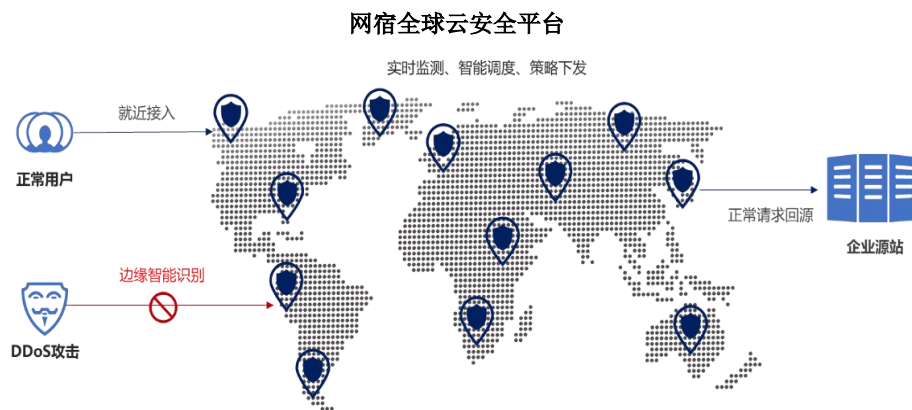 网宿全球云安全平台
实时监测、智能调度、策略下发
就近接入
正常用户
正常请求回源
企业源站
边缘智能识别
DDoS攻击